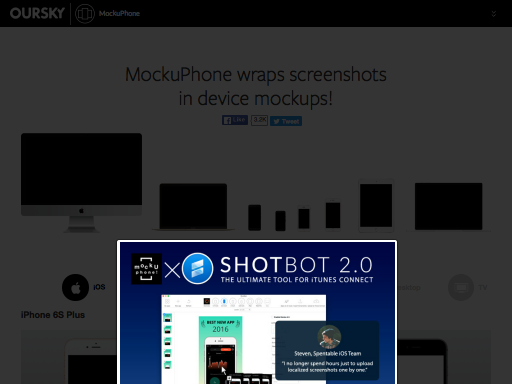 OURSKY
MockuPhone
MockuPhone wraps screenshots
in device mockups!
Like
3.2K
Tweet
iOS
TV
iPhone 6S Plus
mocku
phone!
×
SHOTBOT 2.0
THE ULTIMATE TOOL FOR iTUNES CONNECT
BEST NEW APP
2016
Steven, Spentable iOS Team
"I no longer spend hours just to upload
localized screenshots one by one."